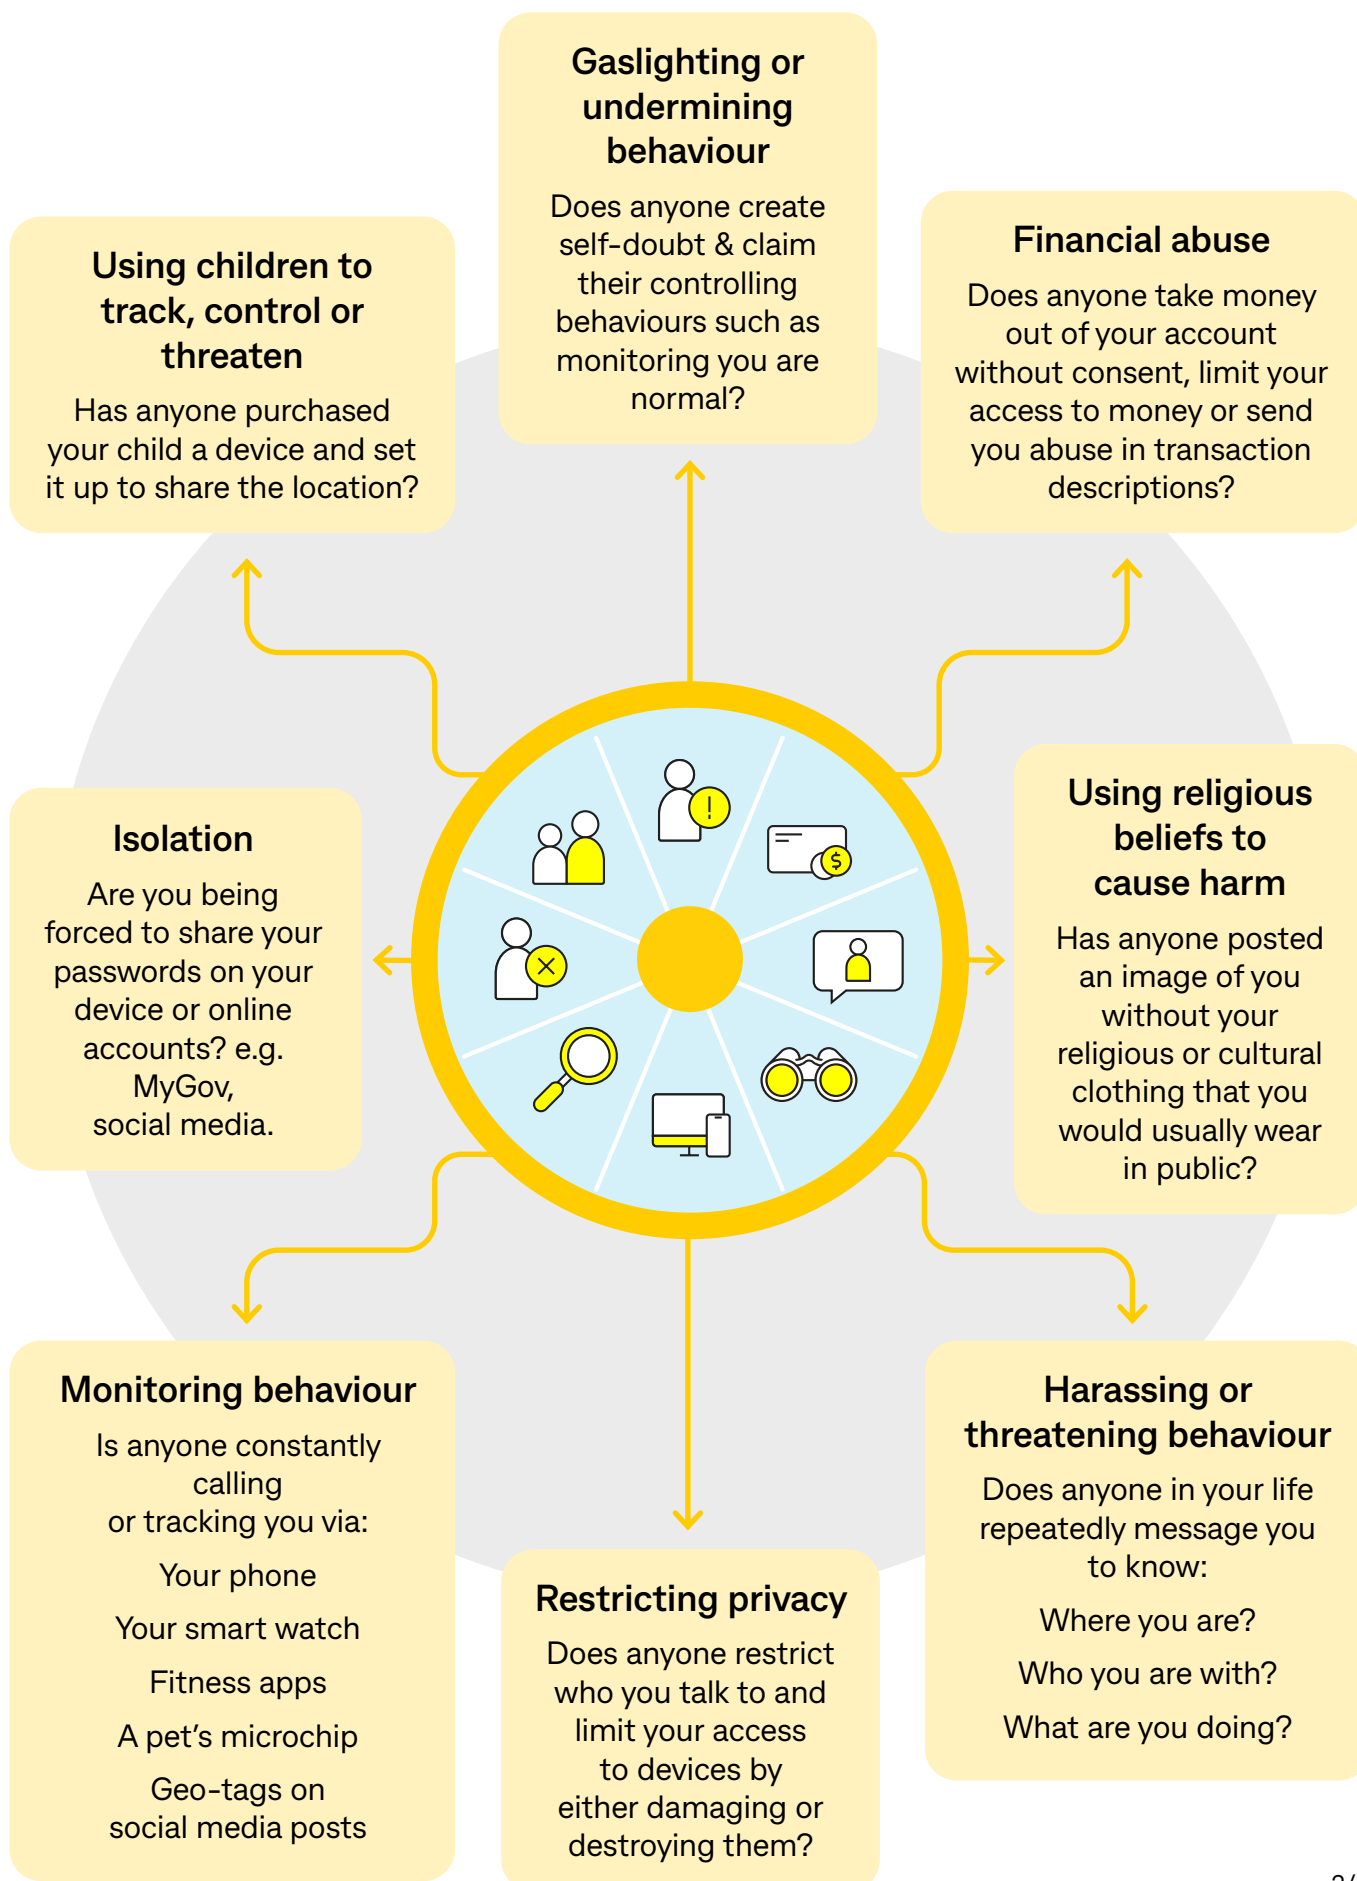 Gaslighting or
undermining
behaviour
Does anyone create
self-doubt & claim
their controlling
behaviours such as
monitoring you are
normal?
Using children to
track, control or
threaten
Has anyone purchased
your child a device and set
it up to share the location?
Financial abuse
Does anyone take money
out of your account
without consent, limit your
access to money or send
you abuse in transaction
descriptions?
Isolation
Are you being
forced to share your
passwords on your
device or online
accounts? e.g.
MyGov,
social media.
!
$
Using religious
beliefs to
cause harm
Has anyone posted
an image of you
without your
religious or cultural
clothing that you
would usually wear
in public?
Monitoring behaviour
Is anyone constantly
calling
or tracking you via:
Your phone
Your smart watch
Fitness apps
A pet's microchip
Geo-tags on
social media posts
Restricting privacy
Does anyone restrict
who you talk to and
limit your access
to devices by
either damaging or
destroying them?
Harassing or
threatening behaviour
Does anyone in your life
repeatedly message you
to know:
Where you are?
Who you are with?
What are you doing?